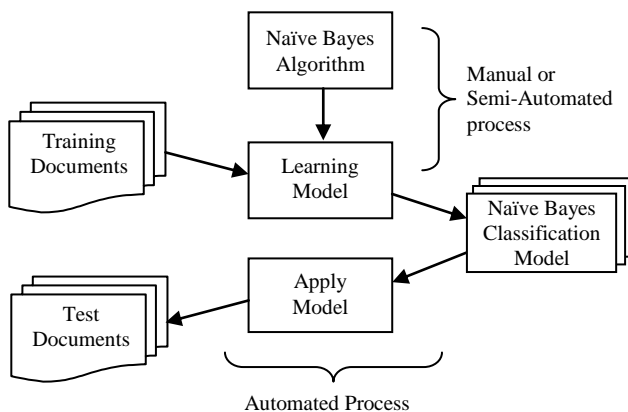 Naïve Bayes
Algorithm
Manual or
Semi-Automated
process
Training
Documents
Learning
Model
Naïve Bayes
Classification
Model
Apply
Model
Test
Documents
Automated Process